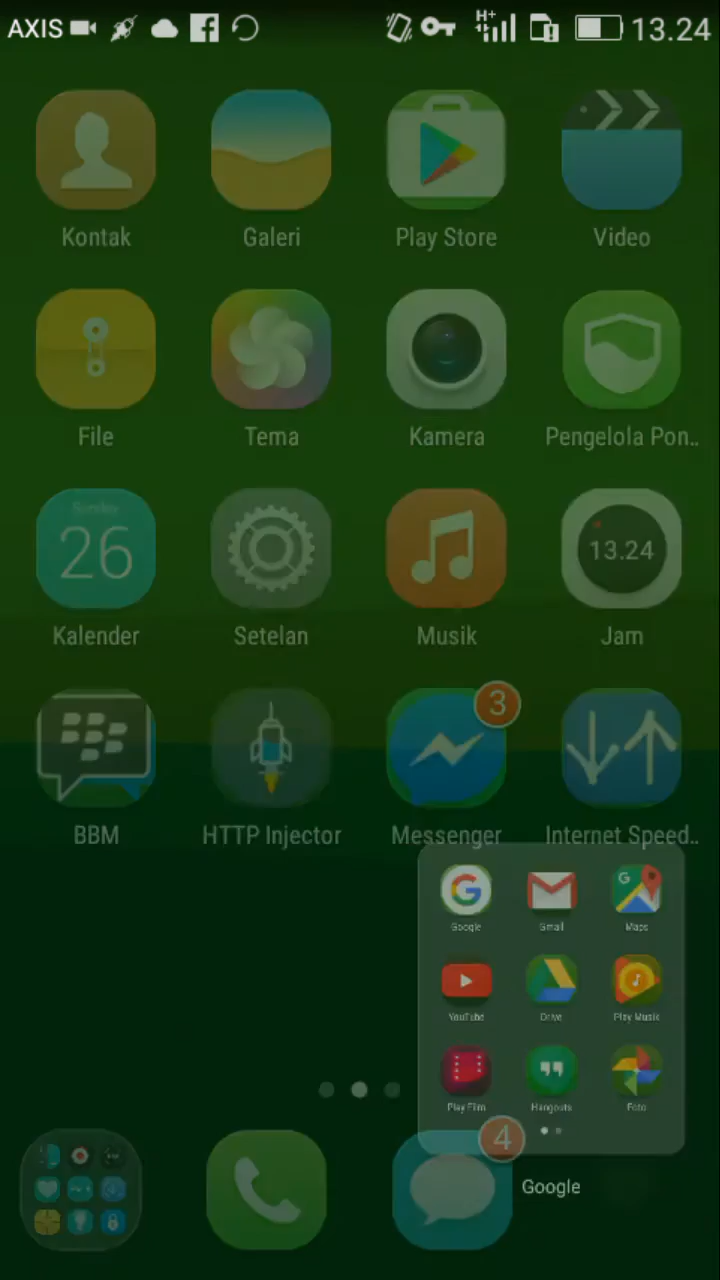 AXIS H+ 13.24
Kontak Galeri Play Store Video
File Tema Kamera Pengelola Pon..
Sunday
26 13.24
Kalender Setelan Musik Jam
3
BBM HTTP Injector Messenger Internet Speed..
Google Gmail Maps
YouTube Drive Play Music
Play Film Hangouts Foto
4
Google